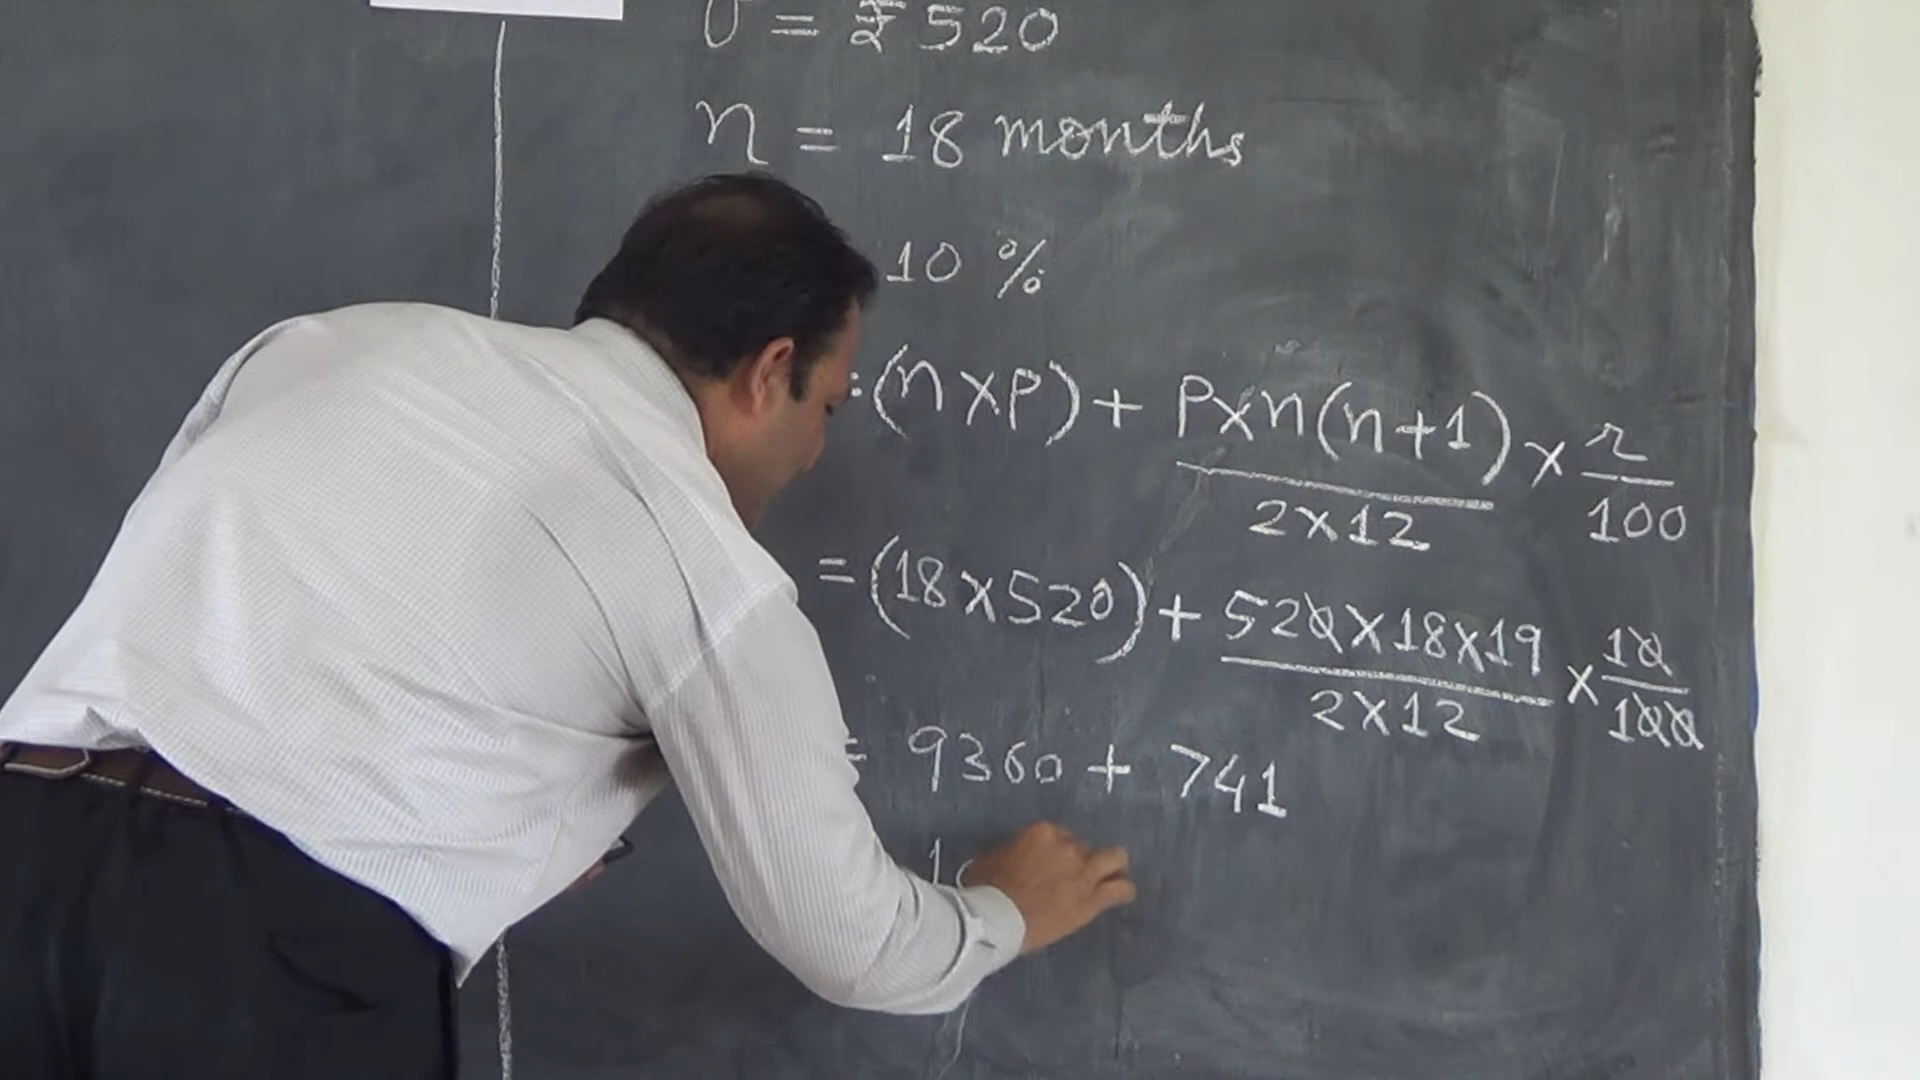 = ₹ 520
n = 18 months
10 %
(n x P) + P x n (n+1) / 2 x 12 x r / 100
= (18 x 520) + 520 x 18 x 19 / 2 x 12 x 10 / 100
= 9360 + 741
10